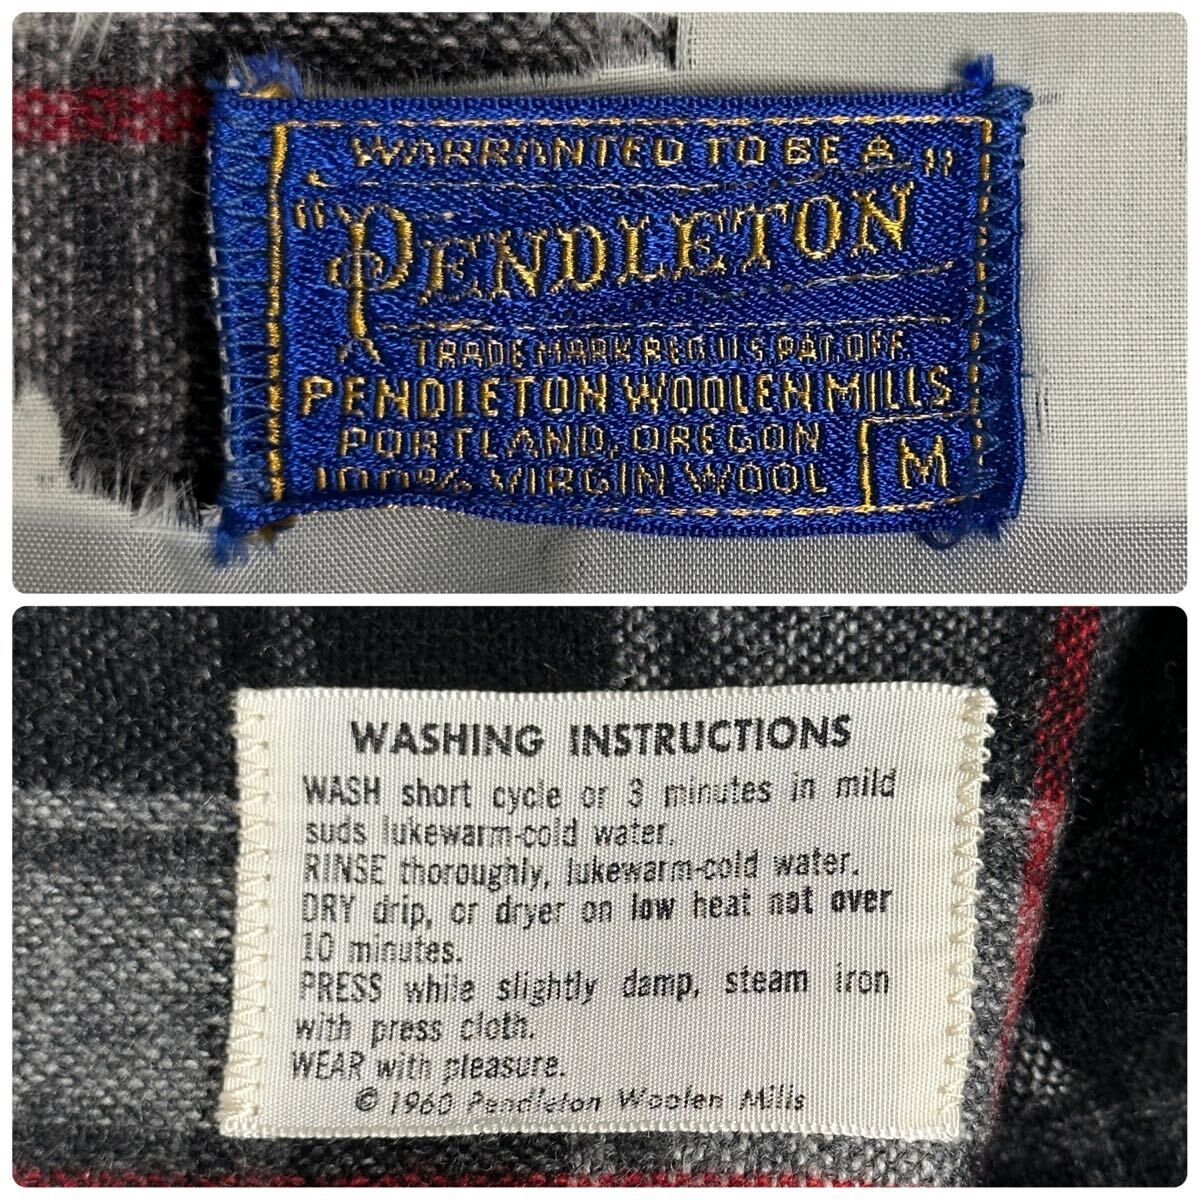 WARRANTED TO BE A
"PENDLETON"
TRADE MARK REG. U.S. PAT. OFF.
PENDLETON WOOLEN MILLS
PORTLAND, OREGON
100% VIRGIN WOOL
M
WASHING INSTRUCTIONS
WASH short cycle or 3 minutes in mild
suds lukewarm-cold water.
RINSE thoroughly, lukewarm-cold water.
DRY drip, or dryer on low heat not over
10 minutes.
PRESS while slightly damp, steam iron
with press cloth.
WEAR with pleasure.
© 1960 Pendleton Woolen Mills